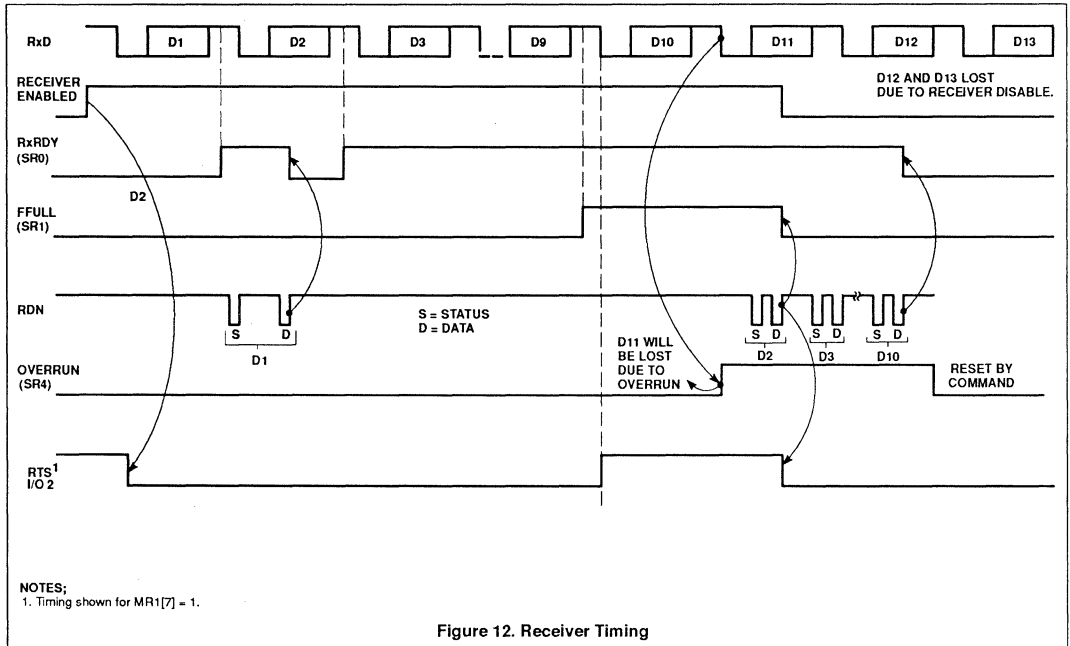 RxD
D1
D2
D3
D9
D10
D11
D12
D13
RECEIVER
ENABLED
D12 AND D13 LOST
DUE TO RECEIVER DISABLE.
RxRDY
(SR0)
D2
FFULL
(SR1)
RDN
S D
D1
S = STATUS
D = DATA
S D
D2
S D
D3
S D
D10
D11 WILL
BE LOST
DUE TO
OVERRUN
OVERRUN
(SR4)
RESET BY
COMMAND
RTS1
I/O 2
NOTES;
1. Timing shown for MR1[7] = 1.
Figure 12. Receiver Timing